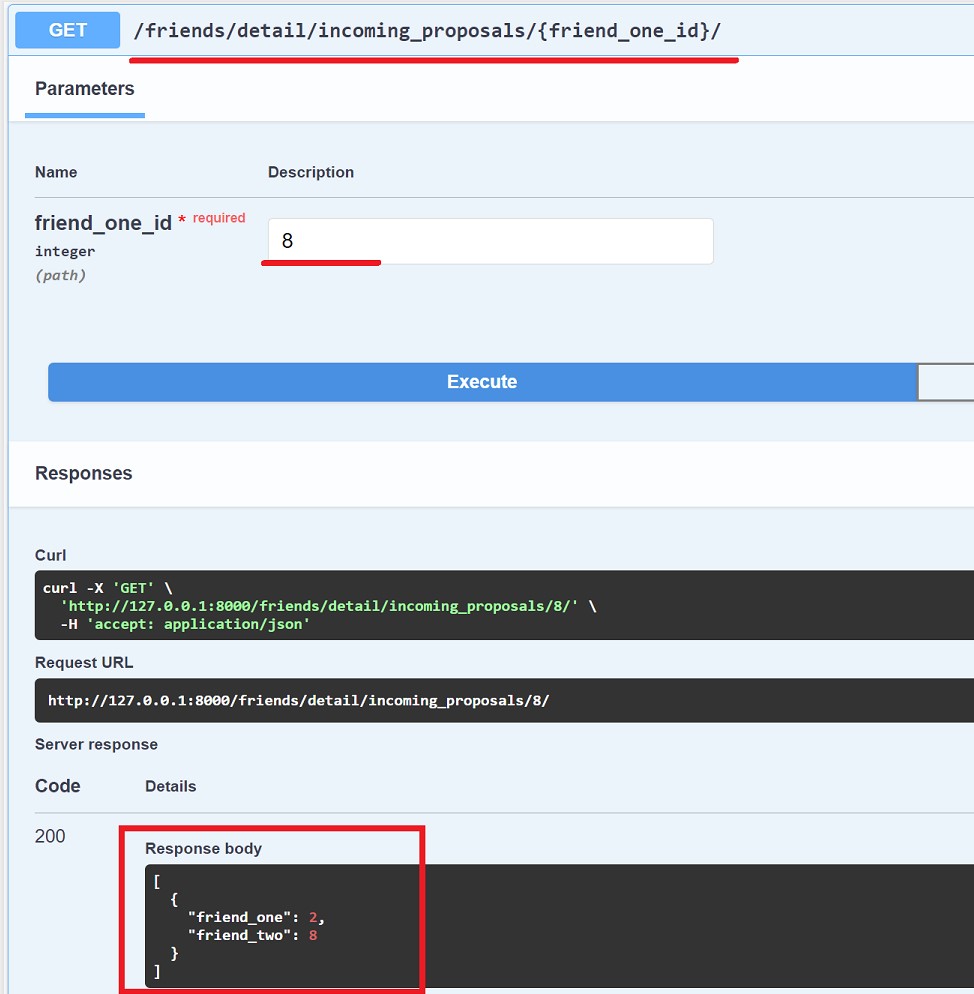 GET /friends/detail/incoming_proposals/{friend_one_id}/
Parameters
Name Description
friend_one_id * required
8
integer
(path)
Execute
Responses
Curl
curl -X 'GET' \
'http://127.0.0.1:8000/friends/detail/incoming_proposals/8/' \
-H 'accept: application/json'
Request URL
http://127.0.0.1:8000/friends/detail/incoming_proposals/8/
Server response
Code Details
200
Response body
[
{
"friend_one": 2,
"friend_two": 8
}
]